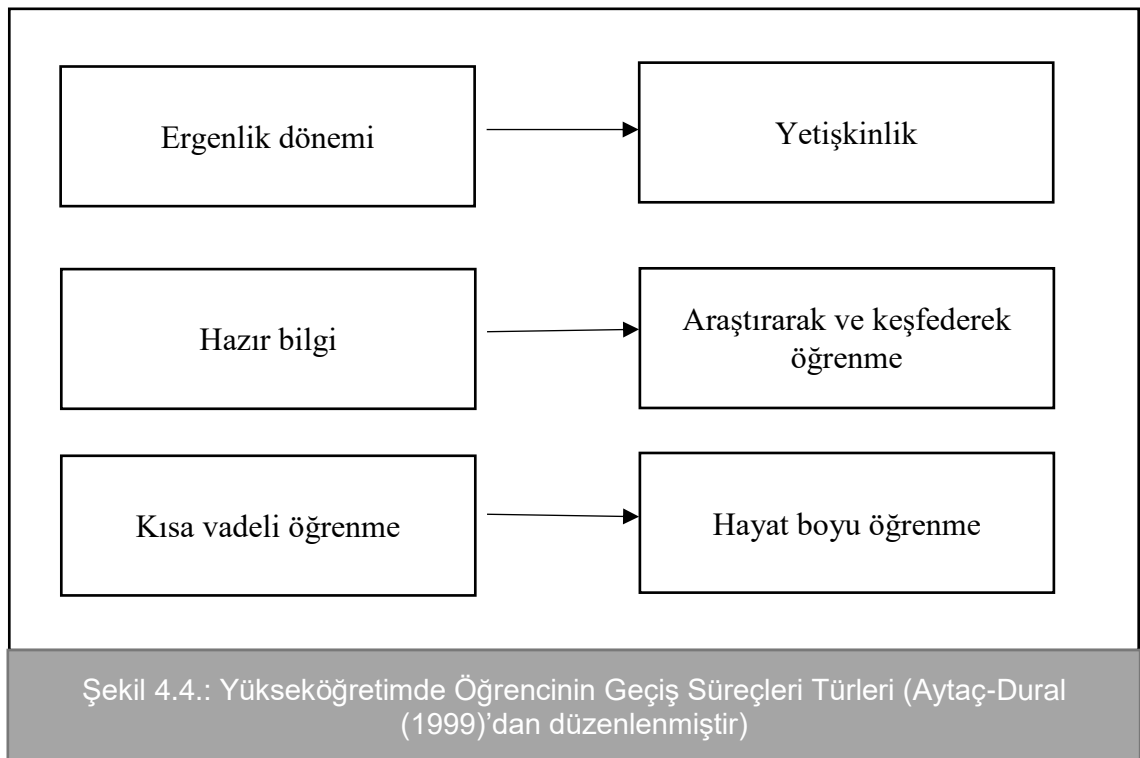 Ergenlik dönemi
Yetişkinlik
Hazır bilgi
Araştırarak ve keşfederek
öğrenme
Kısa vadeli öğrenme
Hayat boyu öğrenme
Şekil 4.4.: Yükseköğretimde Öğrencinin Geçiş Süreçleri Türleri (Aytaç-Dural
(1999)’dan düzenlenmiştir)